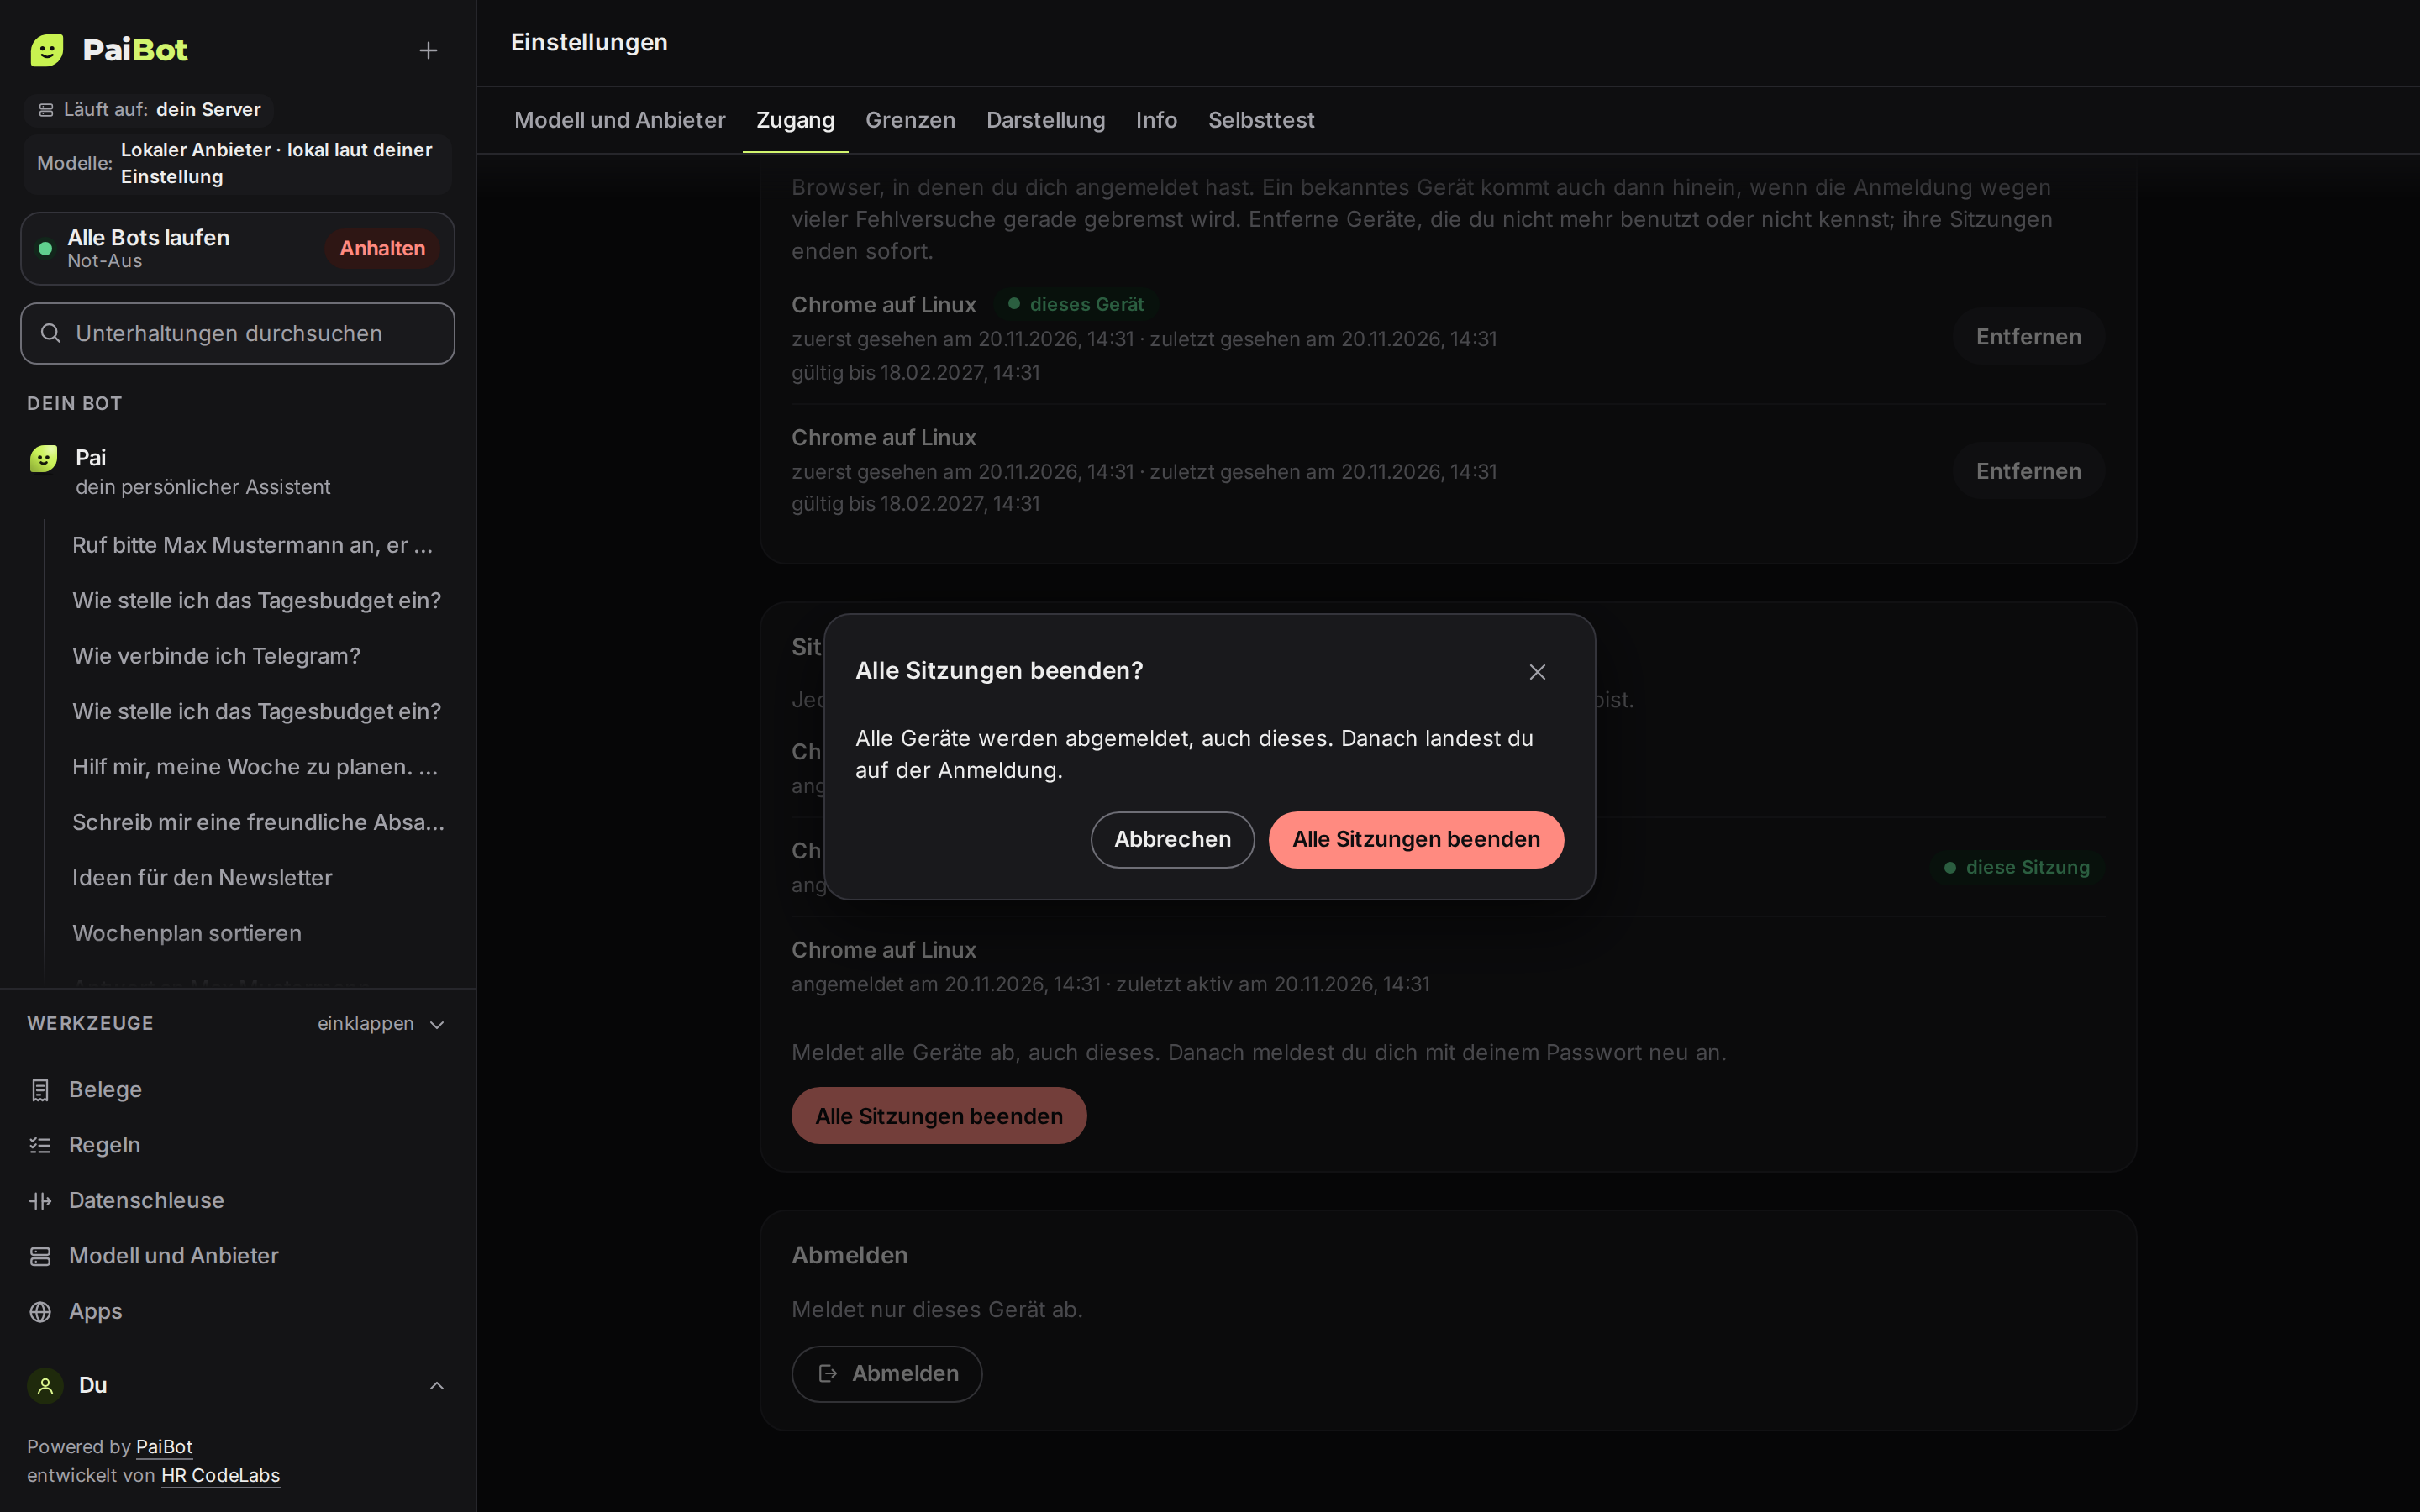 PaiBot
Läuft auf: dein Server
Modelle: Lokaler Anbieter · lokal laut deiner
Einstellung
Alle Bots laufen
Not-Aus
Anhalten
Unterhaltungen durchsuchen
DEIN BOT
Pai
dein persönlicher Assistent
Ruf bitte Max Mustermann an, er ...
Wie stelle ich das Tagesbudget ein?
Wie verbinde ich Telegram?
Wie stelle ich das Tagesbudget ein?
Hilf mir, meine Woche zu planen. ...
Schreib mir eine freundliche Absa...
Ideen für den Newsletter
Wochenplan sortieren
WERKZEUGE
einklappen
Belege
Regeln
Datenschleuse
Modell und Anbieter
Apps
Du
Powered by PaiBot
entwickelt von HR CodeLabs
Einstellungen
Modell und Anbieter Zugang Grenzen Darstellung Info Selbsttest
Browser, in denen du dich angemeldet hast. Ein bekanntes Gerät kommt auch dann hinein, wenn die Anmeldung wegen
vieler Fehlversuche gerade gebremst wird. Entferne Geräte, die du nicht mehr benutzt oder nicht kennst; ihre Sitzungen
enden sofort.
Chrome auf Linux dieses Gerät
zuerst gesehen am 20.11.2026, 14:31 · zuletzt gesehen am 20.11.2026, 14:31
gültig bis 18.02.2027, 14:31
Entfernen
Chrome auf Linux
zuerst gesehen am 20.11.2026, 14:31 · zuletzt gesehen am 20.11.2026, 14:31
gültig bis 18.02.2027, 14:31
Entfernen
Alle Sitzungen beenden?
Alle Geräte werden abgemeldet, auch dieses. Danach landest du
auf der Anmeldung.
Abbrechen
Alle Sitzungen beenden
bist.
diese Sitzung
Chrome auf Linux
angemeldet am 20.11.2026, 14:31 · zuletzt aktiv am 20.11.2026, 14:31
Meldet alle Geräte ab, auch dieses. Danach meldest du dich mit deinem Passwort neu an.
Alle Sitzungen beenden
Abmelden
Meldet nur dieses Gerät ab.
Abmelden